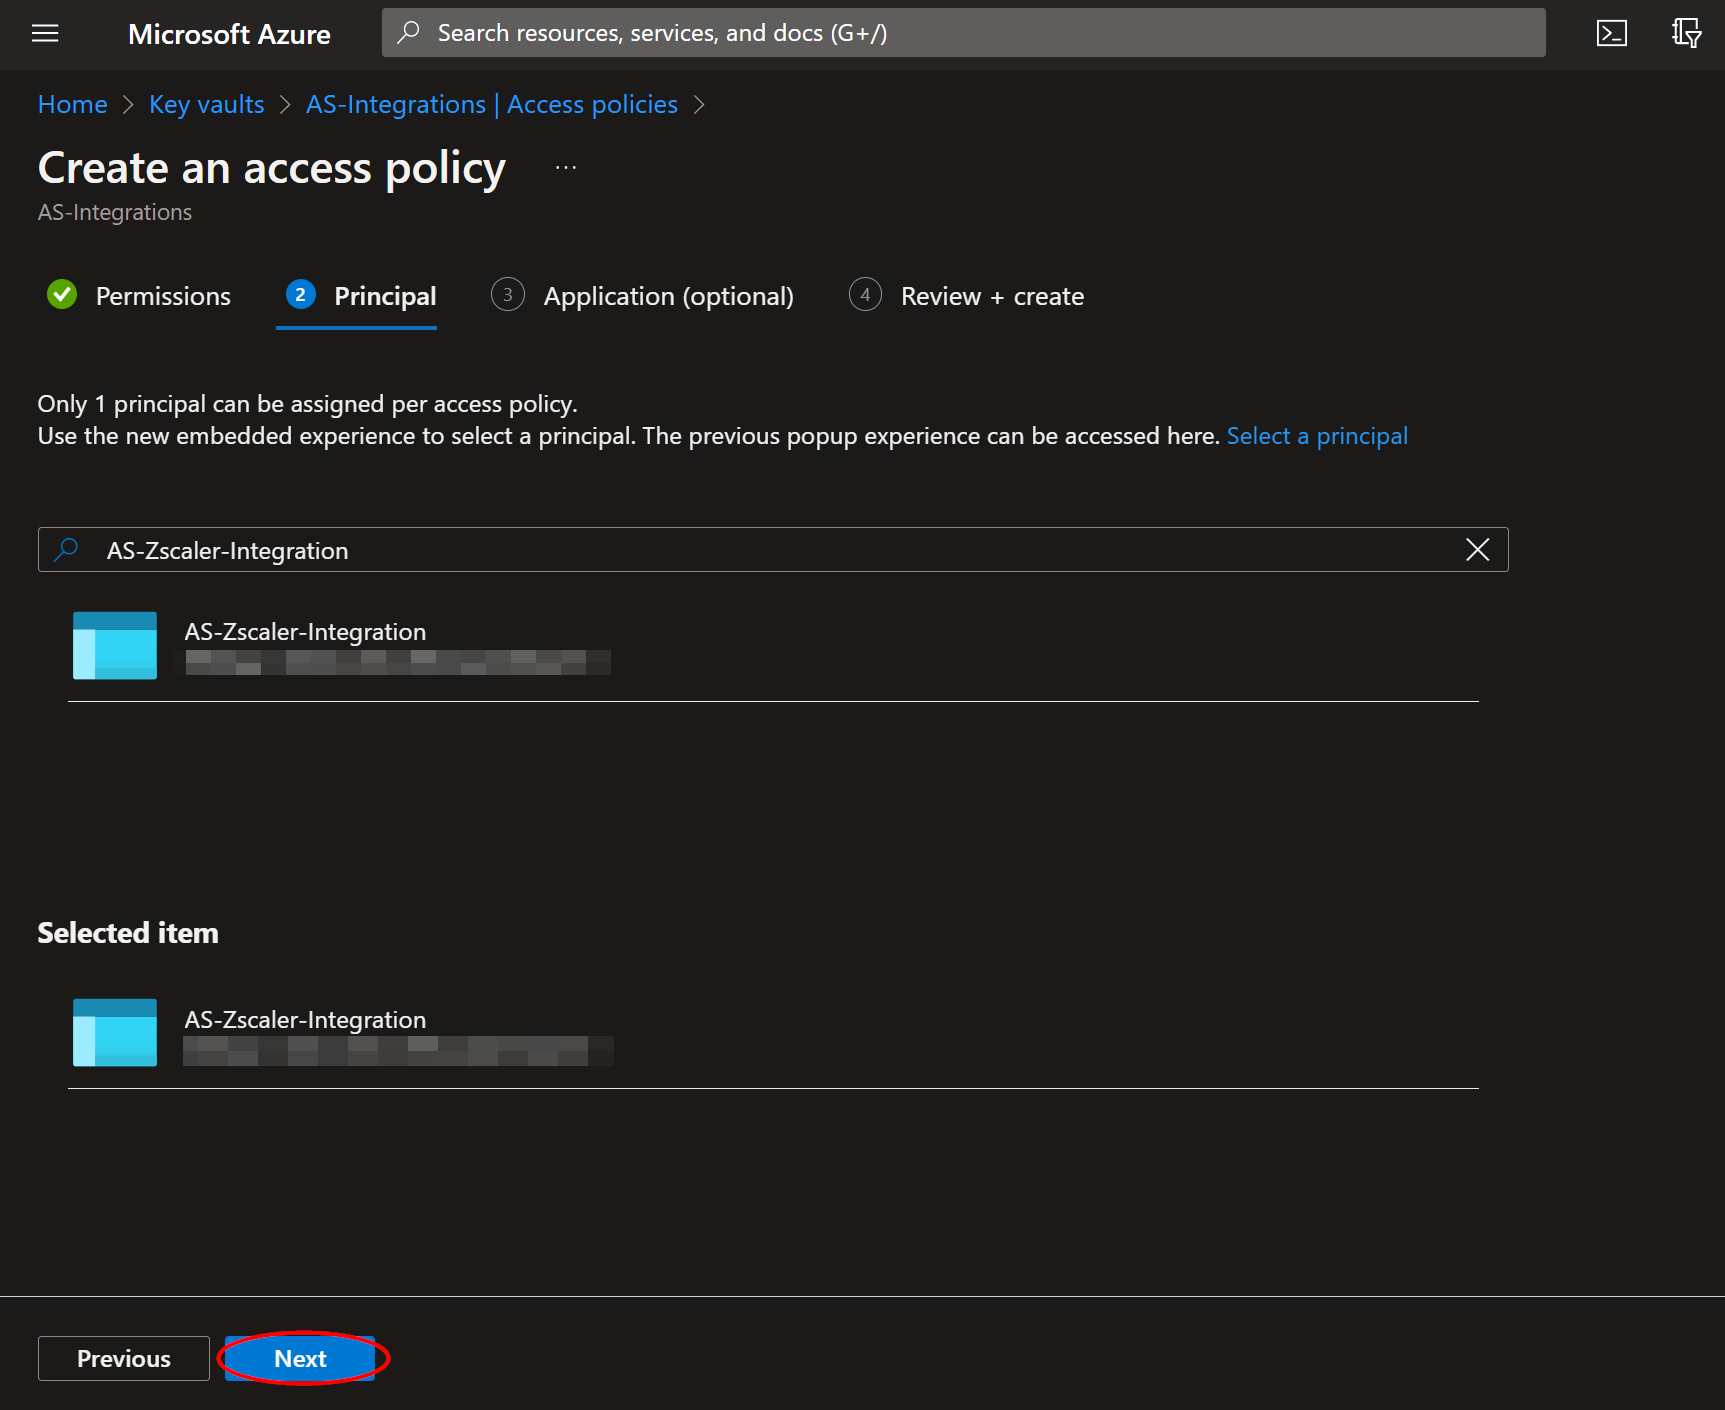 Microsoft Azure
Search resources, services, and docs (G+/)
Home > Key vaults > AS-Integrations | Access policies >
Create an access policy ...
AS-Integrations
Permissions
2 Principal
3 Application (optional)
4 Review + create
Only 1 principal can be assigned per access policy.
Use the new embedded experience to select a principal. The previous popup experience can be accessed here. Select a principal
AS-Zscaler-Integration
AS-Zscaler-Integration
Selected item
AS-Zscaler-Integration
Previous
Next